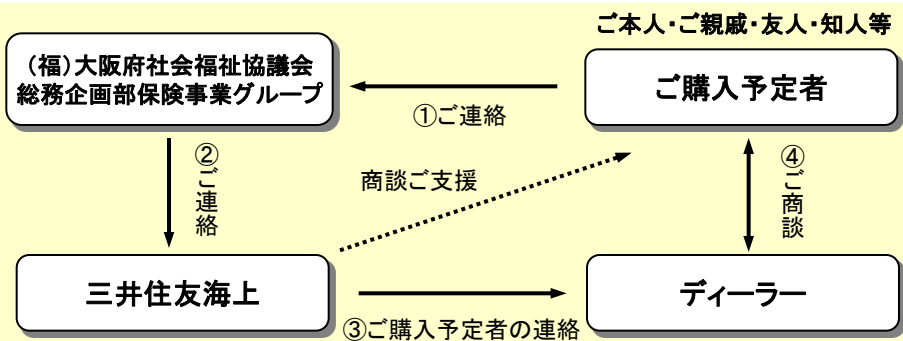 ご本人・ご親戚・友人・知人等
(福)大阪府社会福祉協議会
総務企画部保険事業グループ
ご購入予定者
①ご連絡
②ご連絡
商談ご支援
④ご商談
三井住友海上
ディーラー
③ご購入予定者の連絡